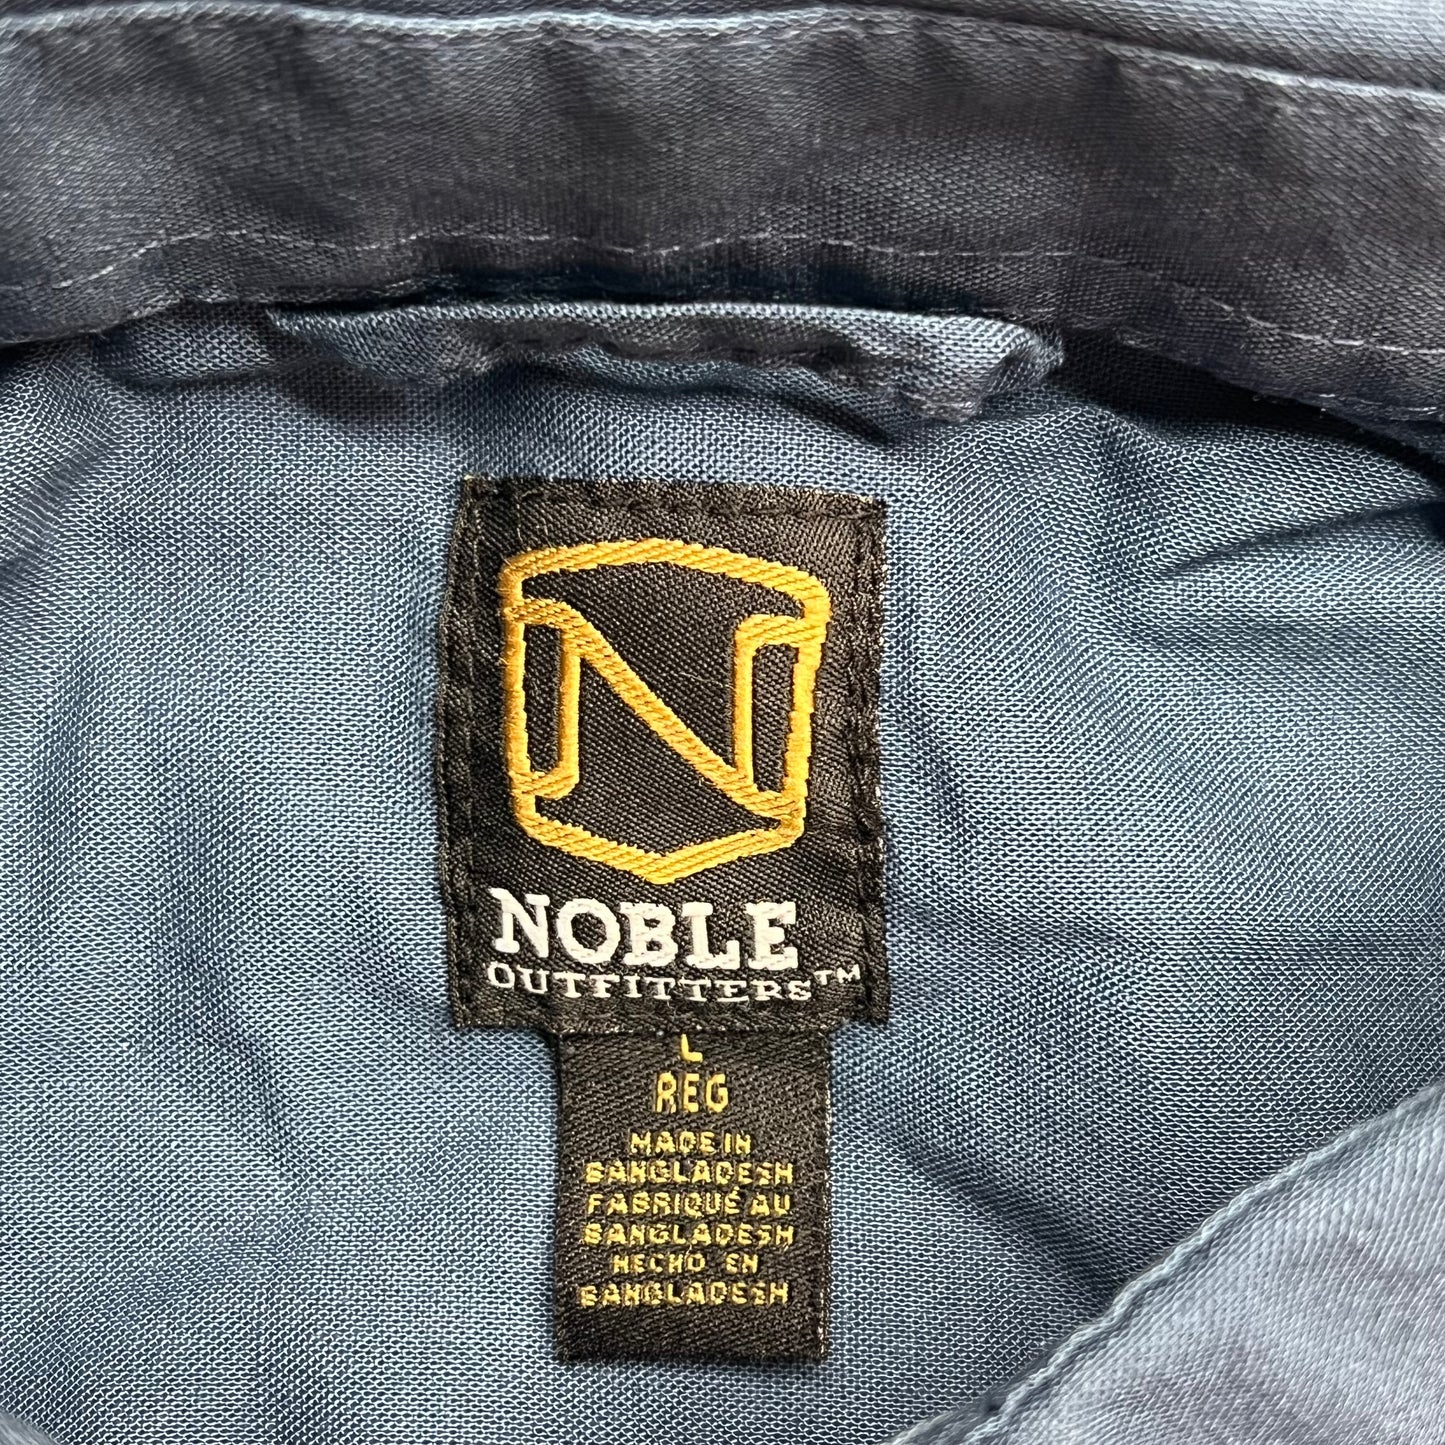 N
NOBLE
OUTFITTERS™
L
REG
MADE IN
BANGLADESH
FABRIQUÉ AU
BANGLADESH
HECHO EN
BANGLADESH